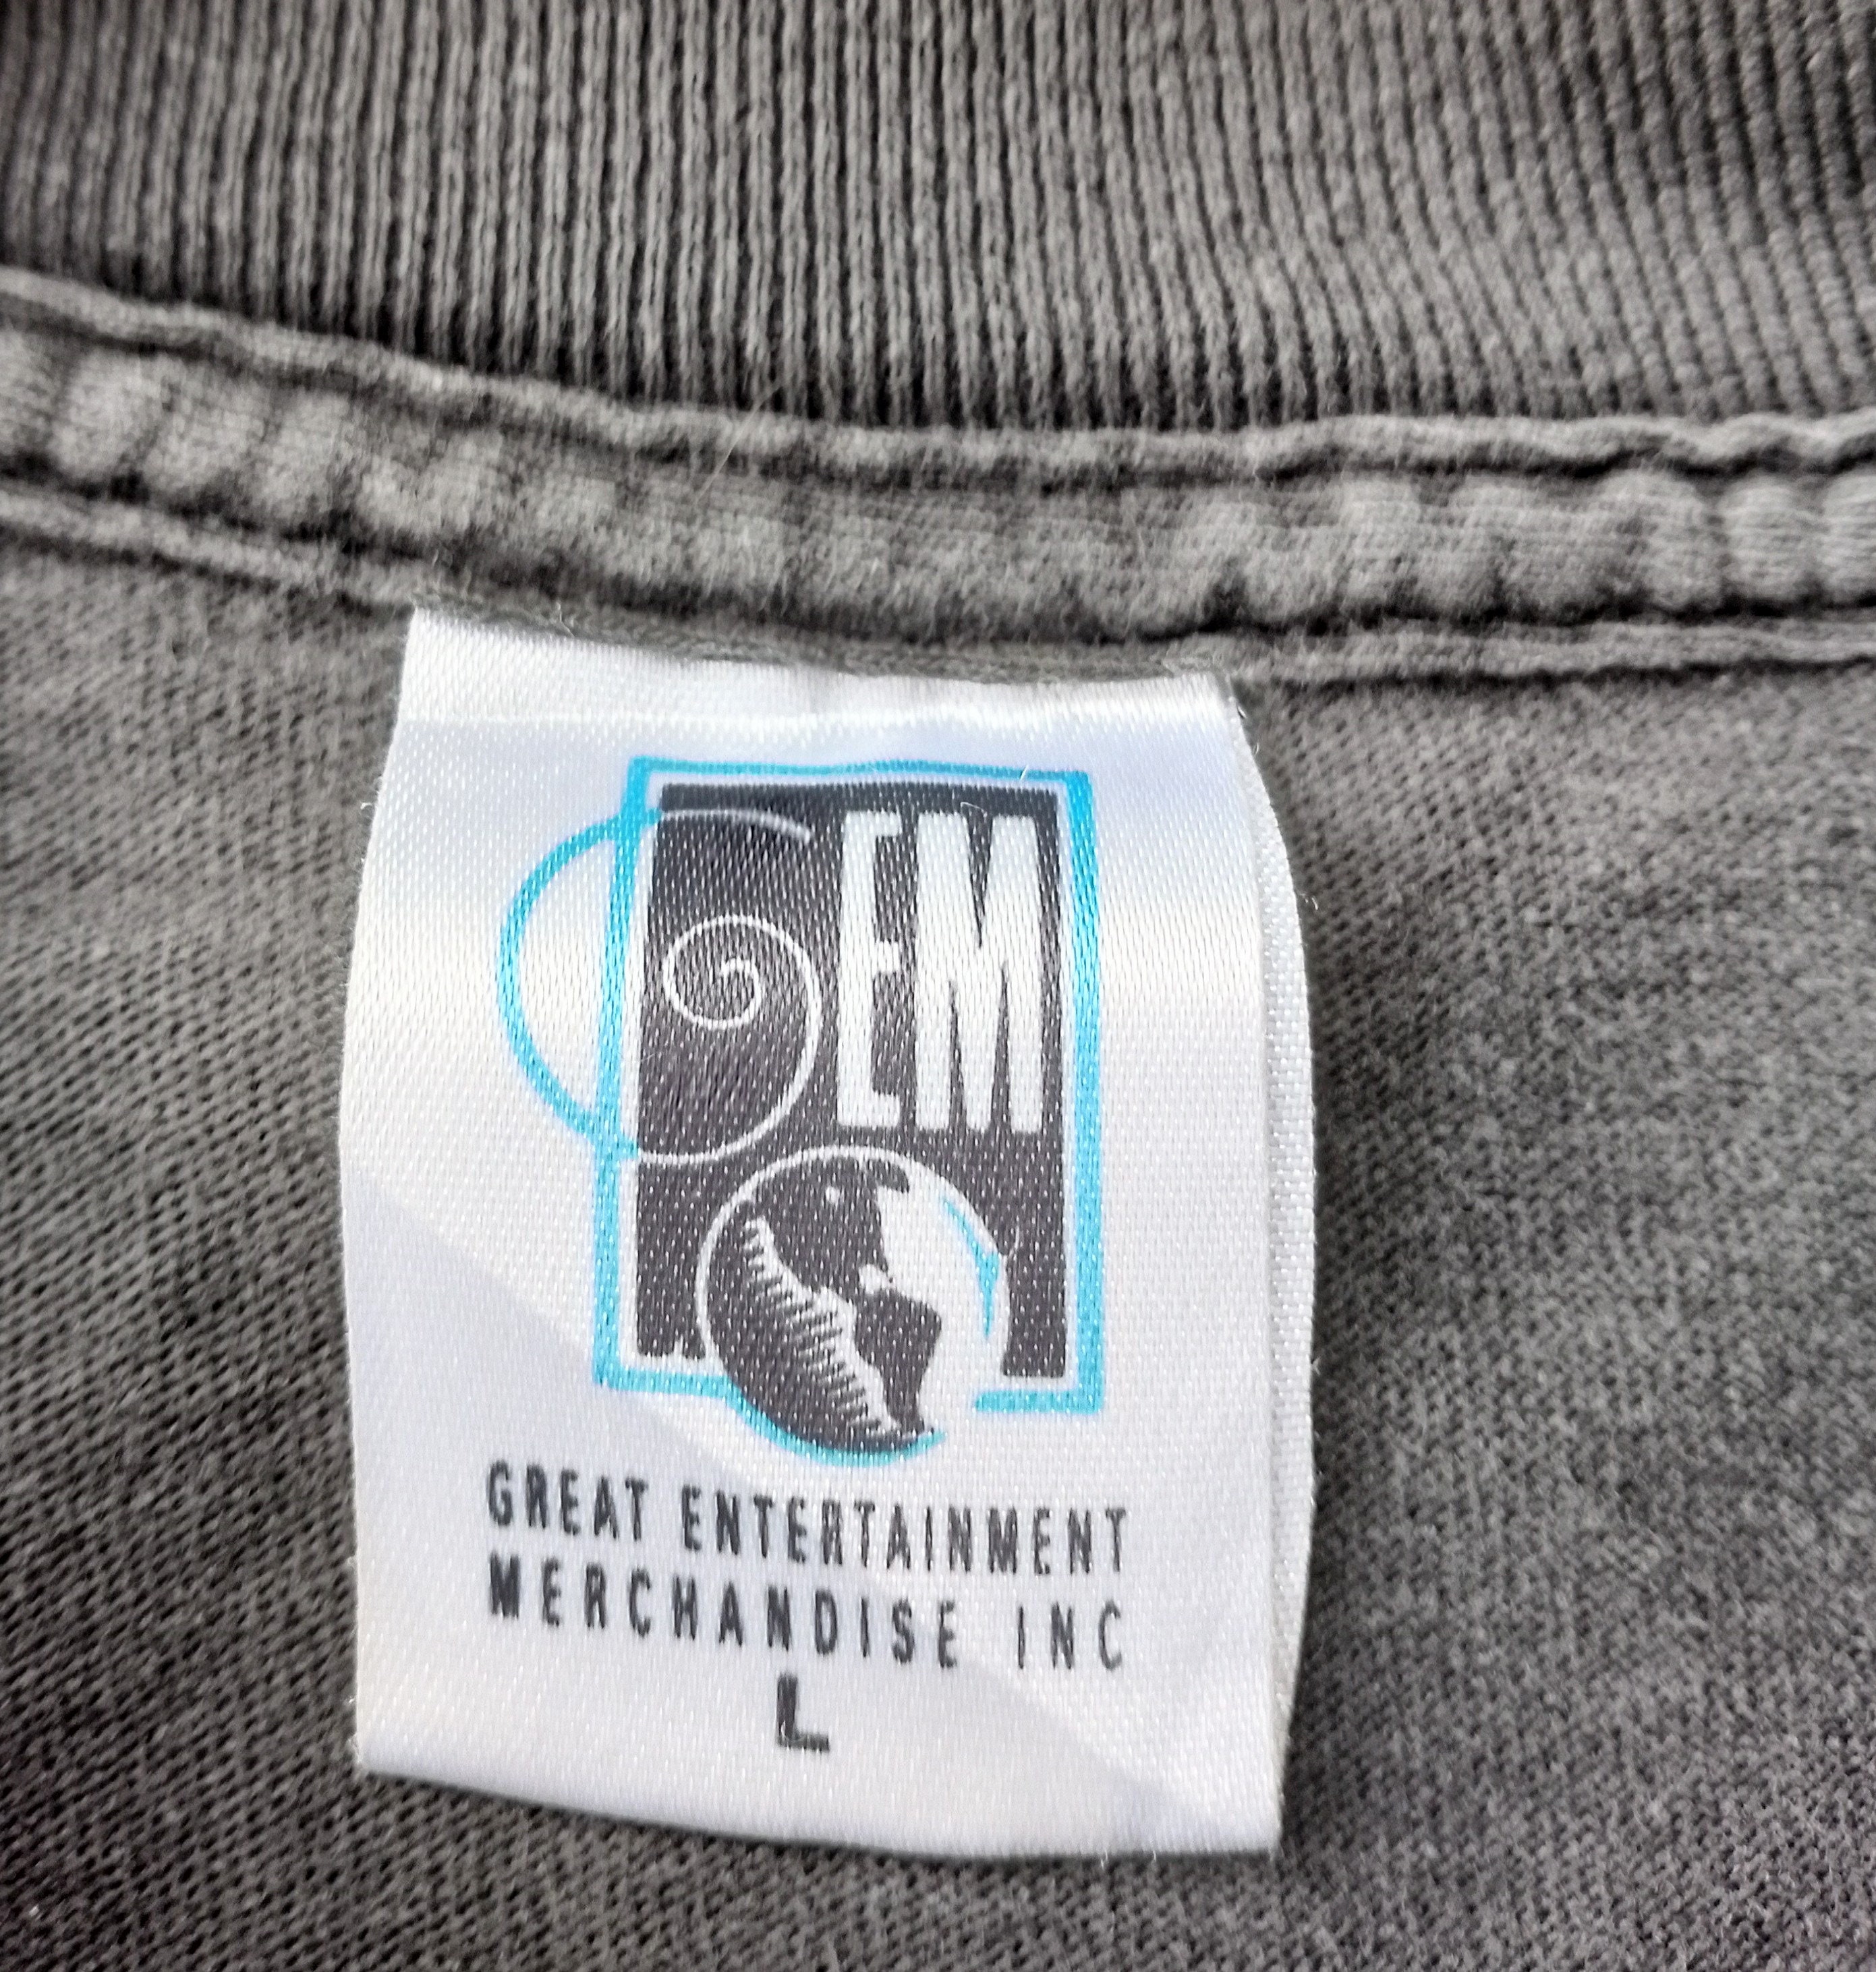 GEM
GREAT ENTERTAINMENT
MERCHANDISE INC
L